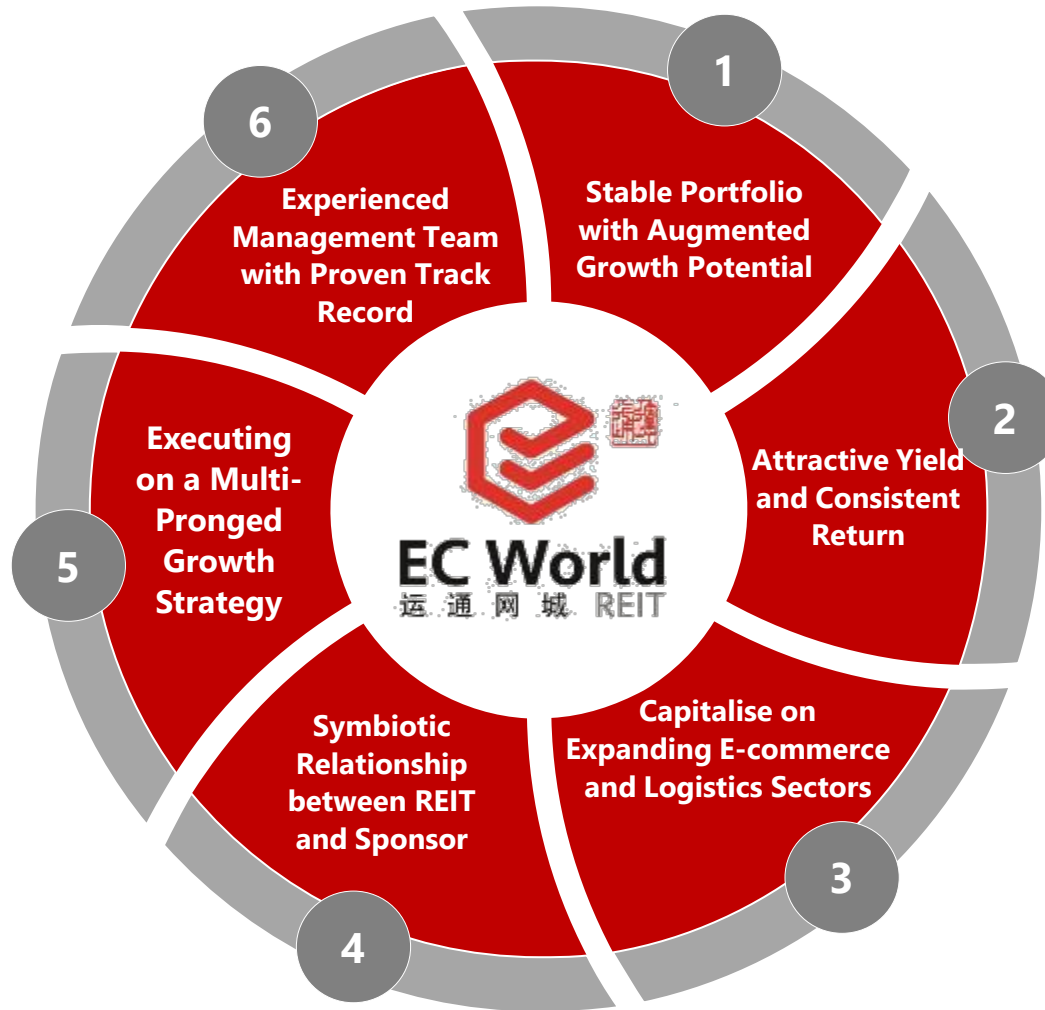 1
Stable Portfolio
with Augmented
Growth Potential
2
Attractive Yield
and Consistent
Return
3
Capitalise on
Expanding E-commerce
and Logistics Sectors
4
Symbiotic
Relationship
between REIT
and Sponsor
5
Executing
on a Multi-
Pronged
Growth
Strategy
6
Experienced
Management Team
with Proven Track
Record
EC World
运通网城 REIT